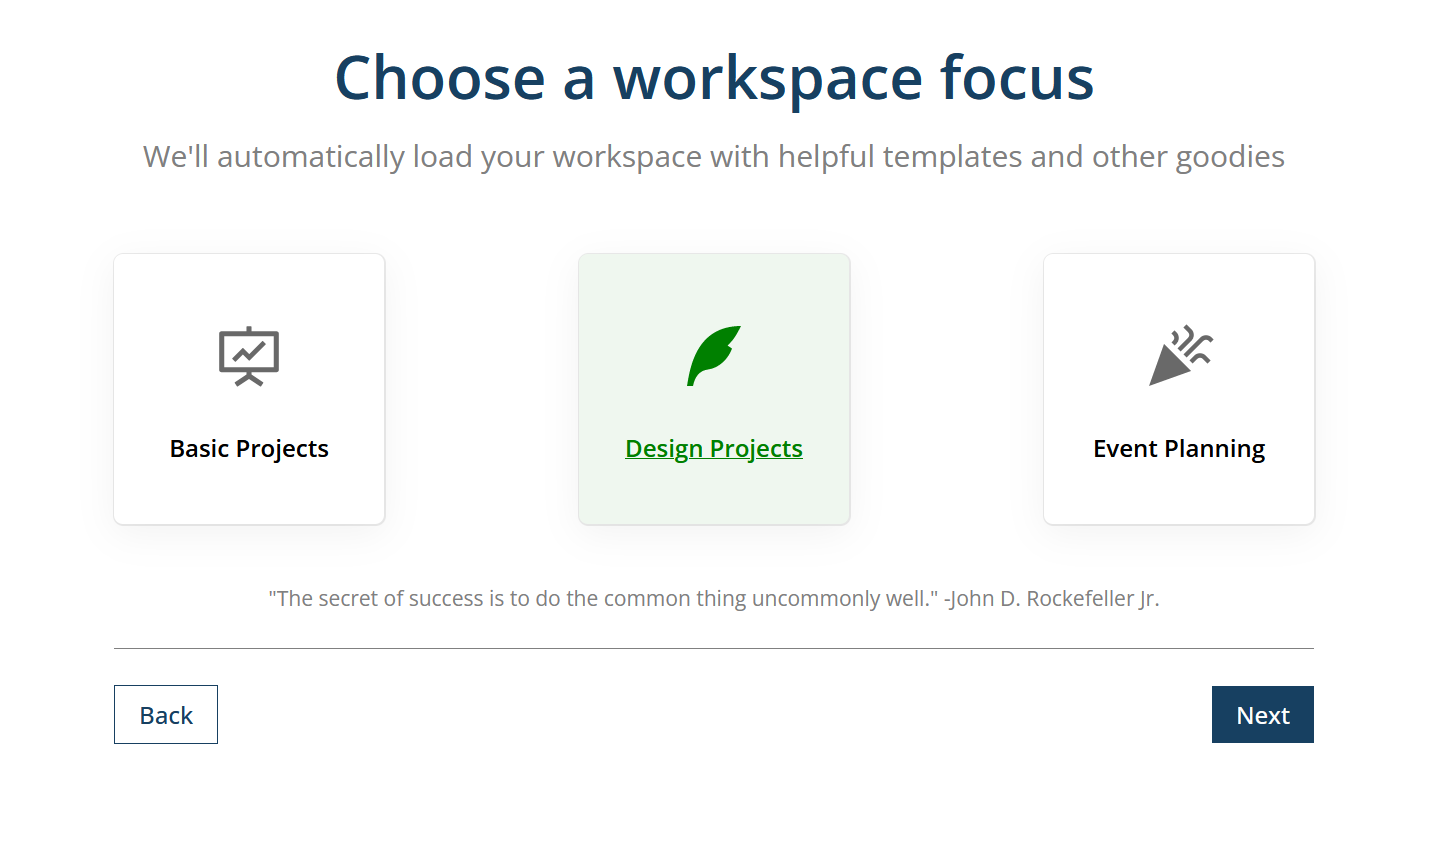 Choose a workspace focus
We'll automatically load your workspace with helpful templates and other goodies
Basic Projects
Design Projects
Event Planning
"The secret of success is to do the common thing uncommonly well." -John D. Rockefeller Jr.
Back
Next